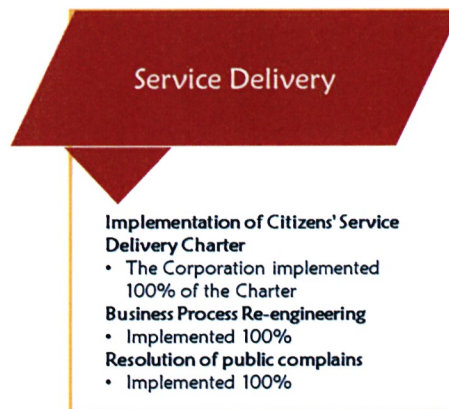 Service Delivery
Implementation of Citizens' Service
Delivery Charter
• The Corporation implemented
100% of the Charter
Business Process Re-engineering
• Implemented 100%
Resolution of public complains
• Implemented 100%